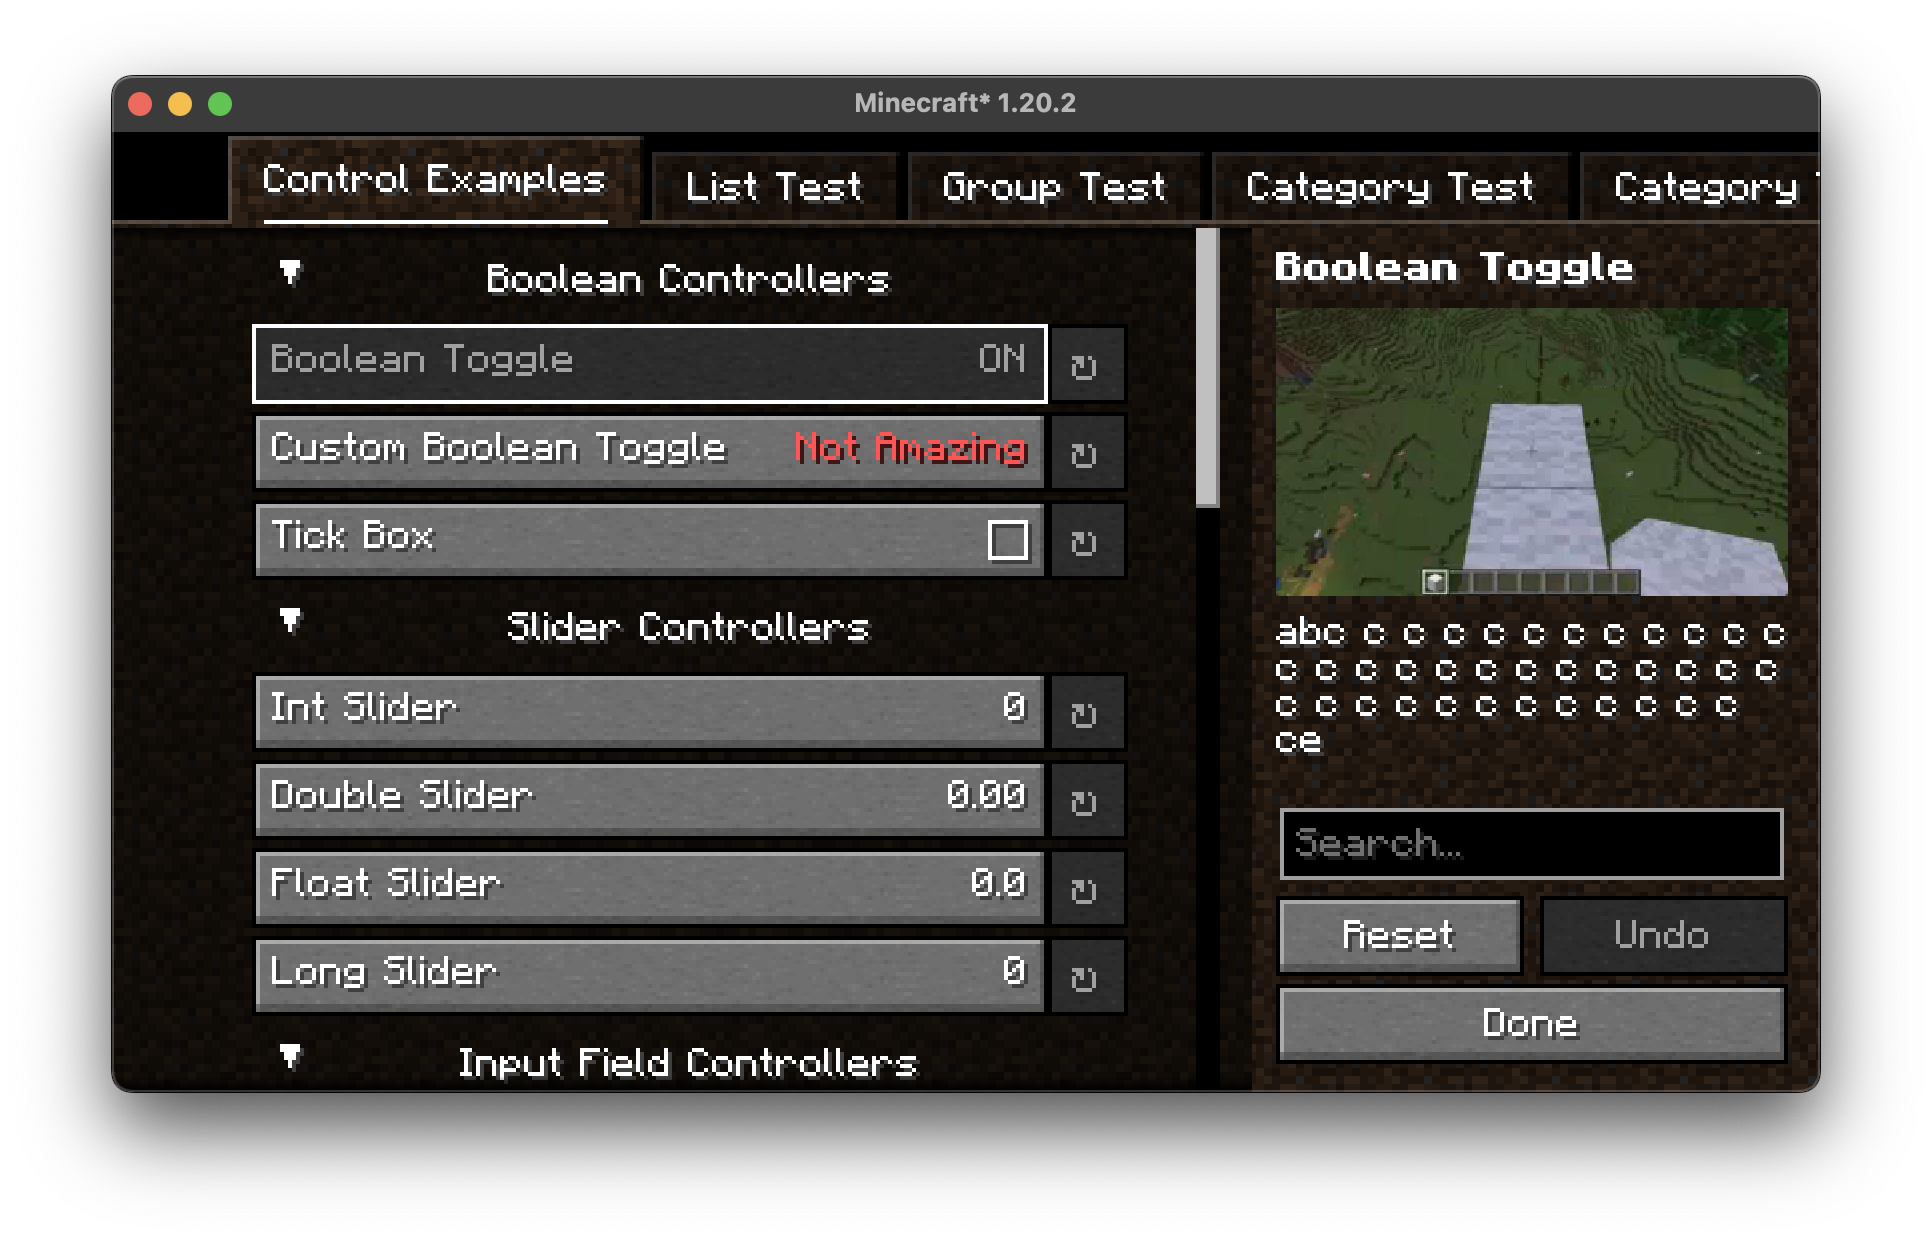 Minecraft* 1.20.2
Control Examples
List Test
Group Test
Category Test
Category
Boolean Controllers
Boolean Toggle ON
Custom Boolean Toggle Not Amazing
Tick Box
Slider Controllers
Int Slider 0
Double Slider 0.00
Float Slider 0.0
Long Slider 0
Input Field Controllers
Boolean Toggle
abc c c c c c c c c c c c
c c c c c c c c c c c c c
c c c c c c c c c c c c
ce
Search...
Reset
Undo
Done